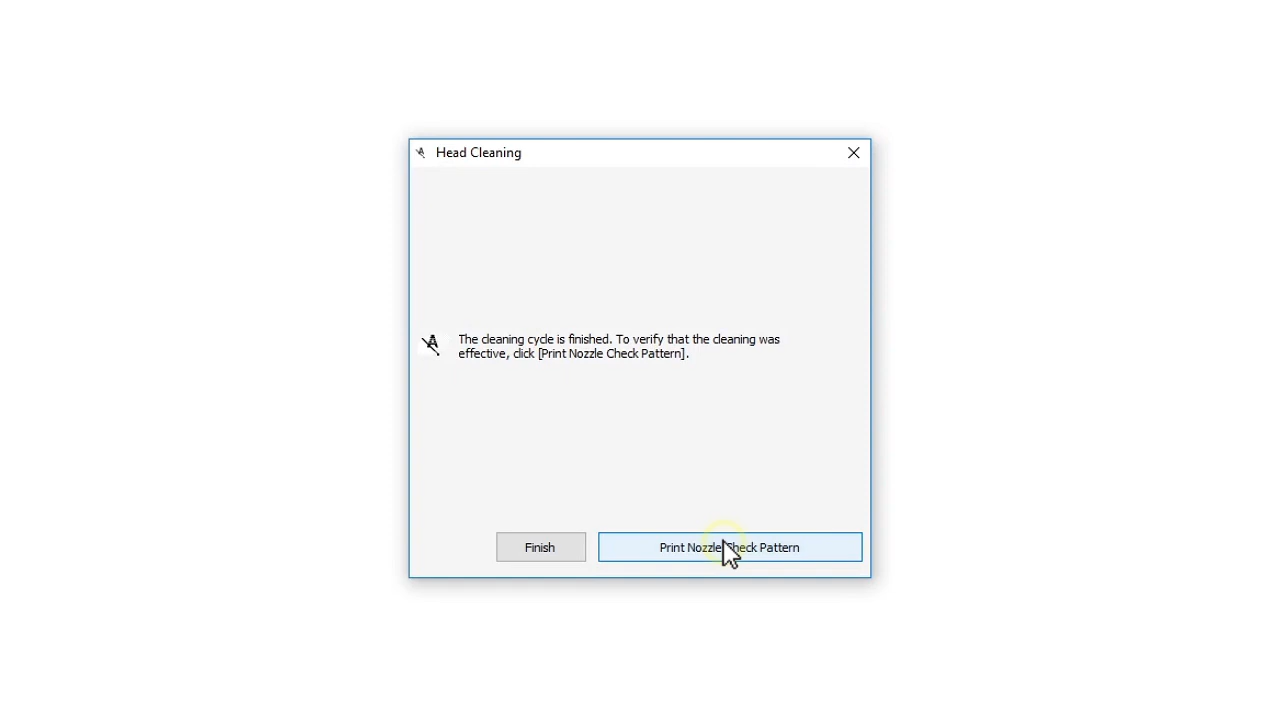 Head Cleaning
The cleaning cycle is finished. To verify that the cleaning was
effective, click [Print Nozzle Check Pattern].
Finish
Print Nozzle Check Pattern